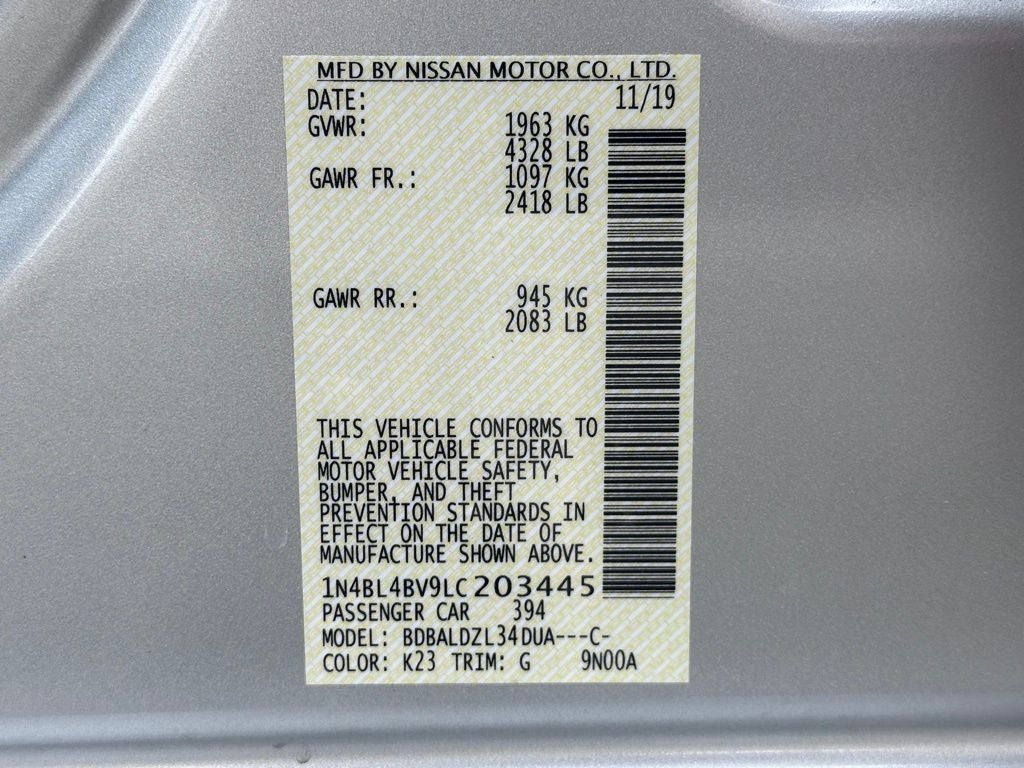 MFD BY NISSAN MOTOR CO., LTD.
DATE: 11/19
GVWR: 1963 KG
4328 LB
GAWR FR.: 1097 KG
2418 LB
GAWR RR.: 945 KG
2083 LB
THIS VEHICLE CONFORMS TO
ALL APPLICABLE FEDERAL
MOTOR VEHICLE SAFETY,
BUMPER, AND THEFT
PREVENTION STANDARDS IN
EFFECT ON THE DATE OF
MANUFACTURE SHOWN ABOVE.
1N4BL4BV9LC203445
PASSENGER CAR 394
MODEL: BDBALDZL34DUA---C-
COLOR: K23 TRIM: G 9N00A